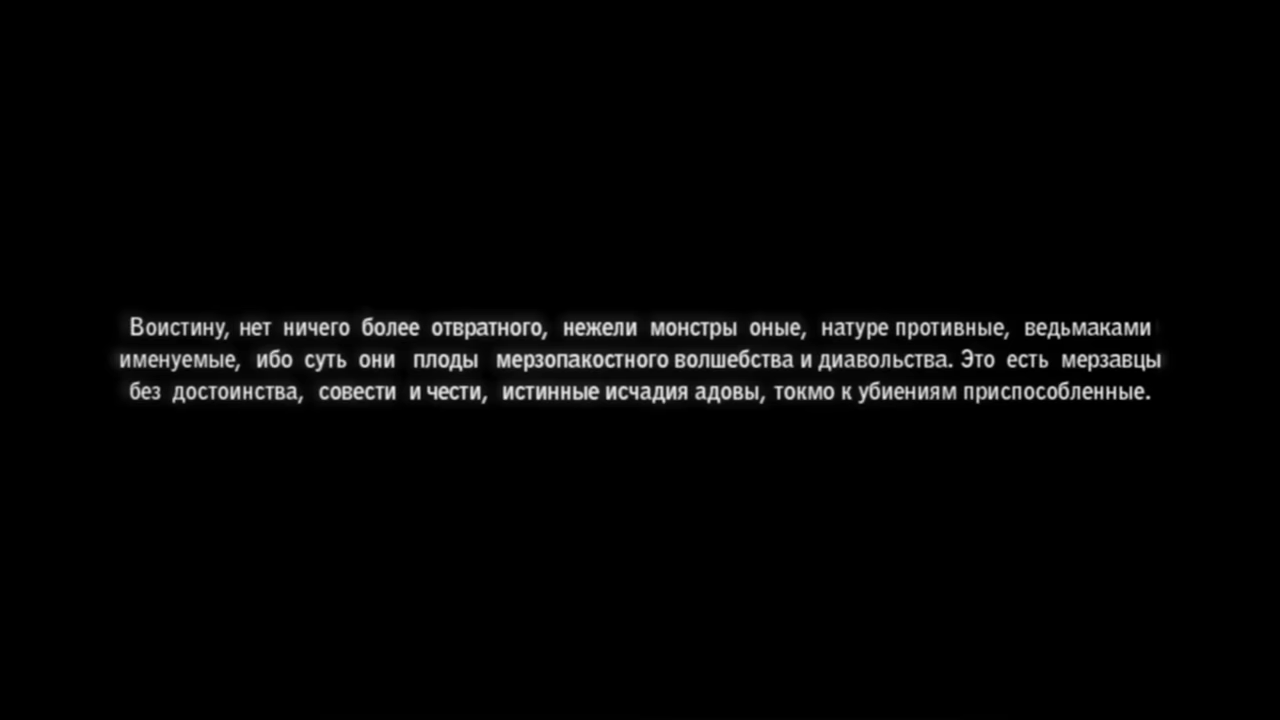 Воистину, нет ничего более отвратного, нежели монстры оные, натуре противные, ведьмаками
именуемые, ибо суть они плоды мерзопакостного волшебства и диавольства. Это есть мерзавцы
без достоинства, совести и чести, истинные исчадия адовы, токмо к убиениям приспособленные.